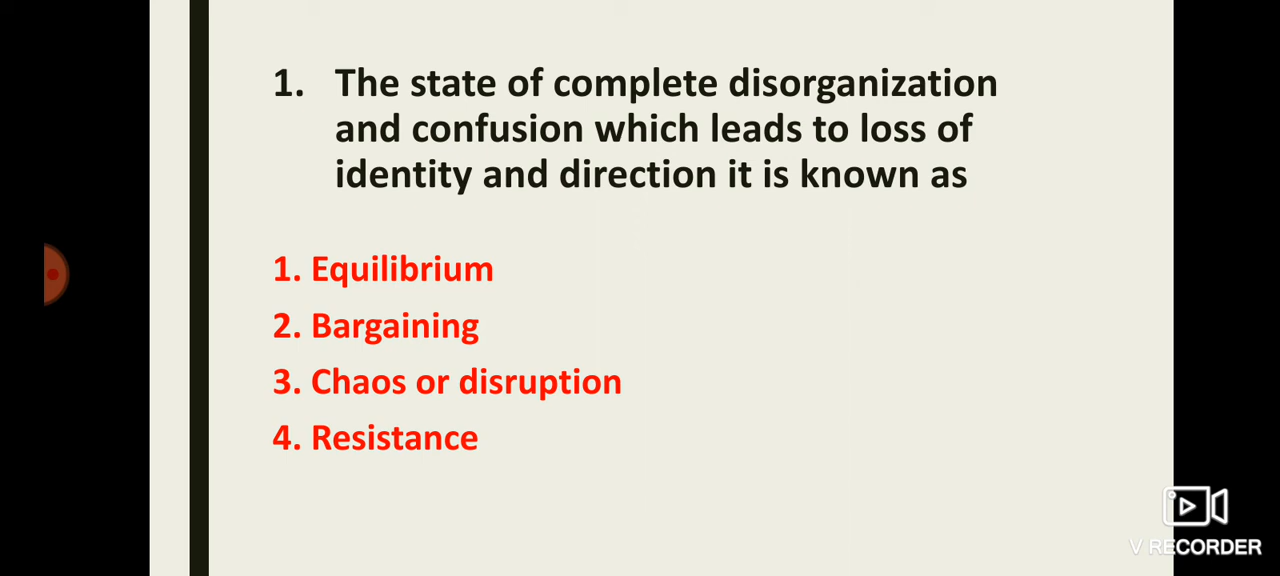 1. The state of complete disorganization
and confusion which leads to loss of
identity and direction it is known as
1. Equilibrium
2. Bargaining
3. Chaos or disruption
4. Resistance
V RECORDER